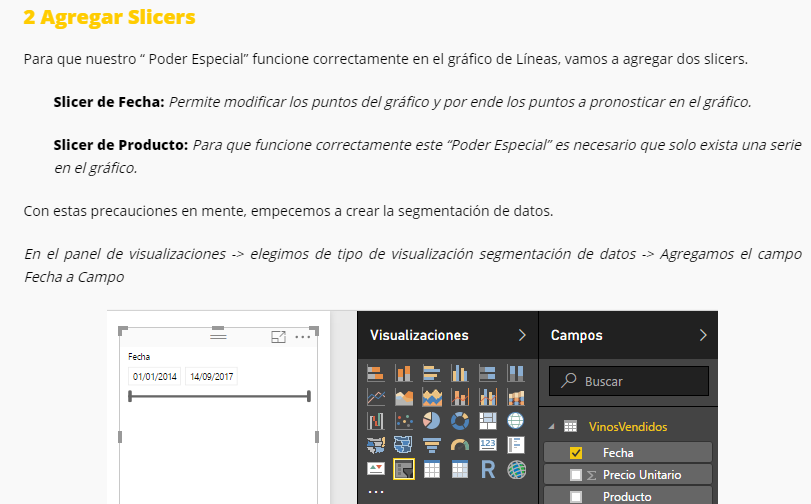 2 Agregar Slicers
Para que nuestro “ Poder Especial” funcione correctamente en el gráfico de Líneas, vamos a agregar dos slicers.
Slicer de Fecha: Permite modificar los puntos del gráfico y por ende los puntos a pronosticar en el gráfico.
Slicer de Producto: Para que funcione correctamente este “Poder Especial” es necesario que solo exista una serie
en el gráfico.
Con estas precauciones en mente, empecemos a crear la segmentación de datos.
En el panel de visualizaciones -> elegimos de tipo de visualización segmentación de datos -> Agregamos el campo
Fecha a Campo
Visualizaciones
Campos
Fecha
01/01/2014 14/09/2017
Buscar
VinosVendidos
Fecha
Precio Unitario
Producto
123
R